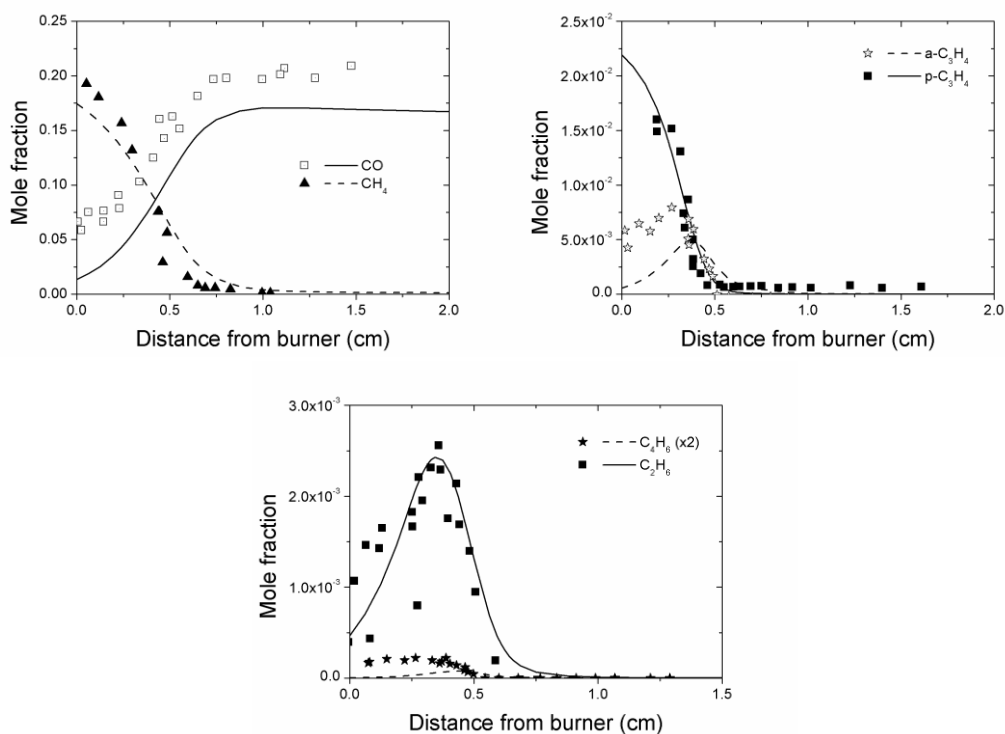 0.25
0.20
0.15
0.10
0.05
0.00
Mole fraction
CO
CH₄
0.0 0.5 1.0 1.5 2.0
Distance from burner (cm)
2.5x10⁻²
2.0x10⁻²
1.5x10⁻²
1.0x10⁻²
5.0x10⁻³
0.0
Mole fraction
a-C₃H₄
p-C₃H₄
0.0 0.5 1.0 1.5 2.0
Distance from burner (cm)
3.0x10⁻³
2.0x10⁻³
1.0x10⁻³
0.0
Mole fraction
C₄H₆ (x2)
C₂H₆
0.0 0.5 1.0 1.5
Distance from burner (cm)